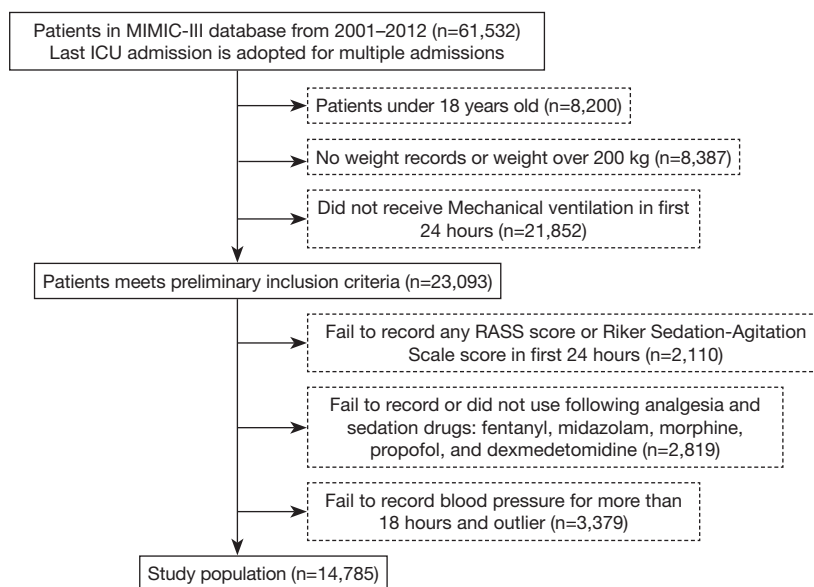 Patients in MIMIC-III database from 2001–2012 (n=61,532)
Last ICU admission is adopted for multiple admissions
Patients under 18 years old (n=8,200)
No weight records or weight over 200 kg (n=8,387)
Did not receive Mechanical ventilation in first
24 hours (n=21,852)
Patients meets preliminary inclusion criteria (n=23,093)
Fail to record any RASS score or Riker Sedation-Agitation
Scale score in first 24 hours (n=2,110)
Fail to record or did not use following analgesia and
sedation drugs: fentanyl, midazolam, morphine,
propofol, and dexmedetomidine (n=2,819)
Fail to record blood pressure for more than
18 hours and outlier (n=3,379)
Study population (n=14,785)